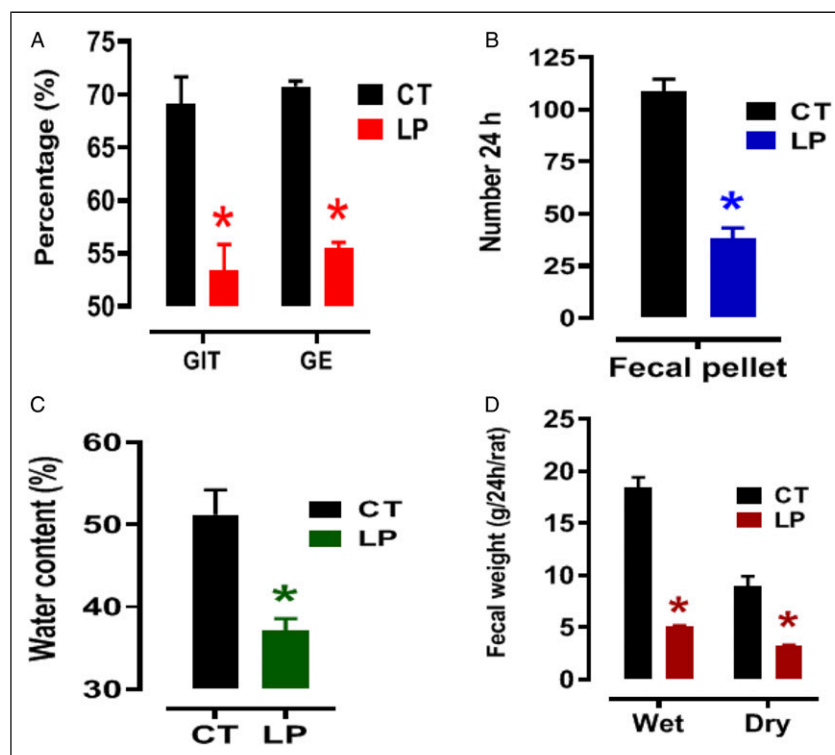 A
Percentage (%)
75
70
65
60
55
50
CT
LP
*
*
GIT
GE
B
Number 24 h
125
100
75
50
25
0
CT
LP
*
Fecal pellet
C
Water content (%)
60
50
40
30
CT
LP
*
CT LP
D
Fecal weight (g/24h/rat)
25
20
15
10
5
0
CT
LP
*
*
Wet
Dry